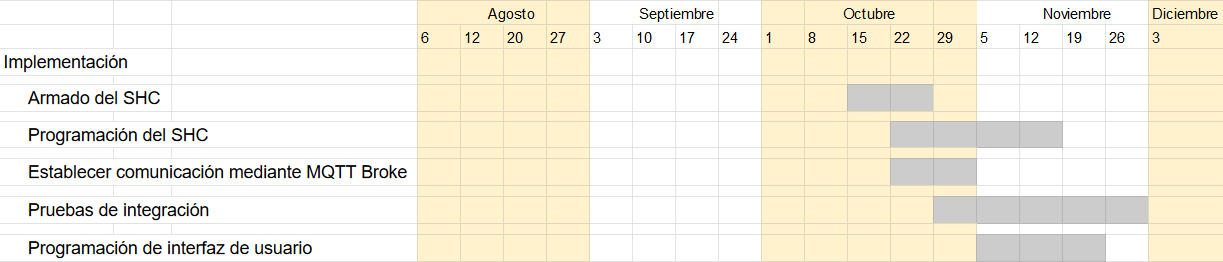 Agosto Septiembre Octubre Noviembre Diciembre
6 12 20 27 3 10 17 24 1 8 15 22 29 5 12 19 26 3
Implementación
Armado del SHC
Programación del SHC
Establecer comunicación mediante MQTT Broke
Pruebas de integración
Programación de interfaz de usuario